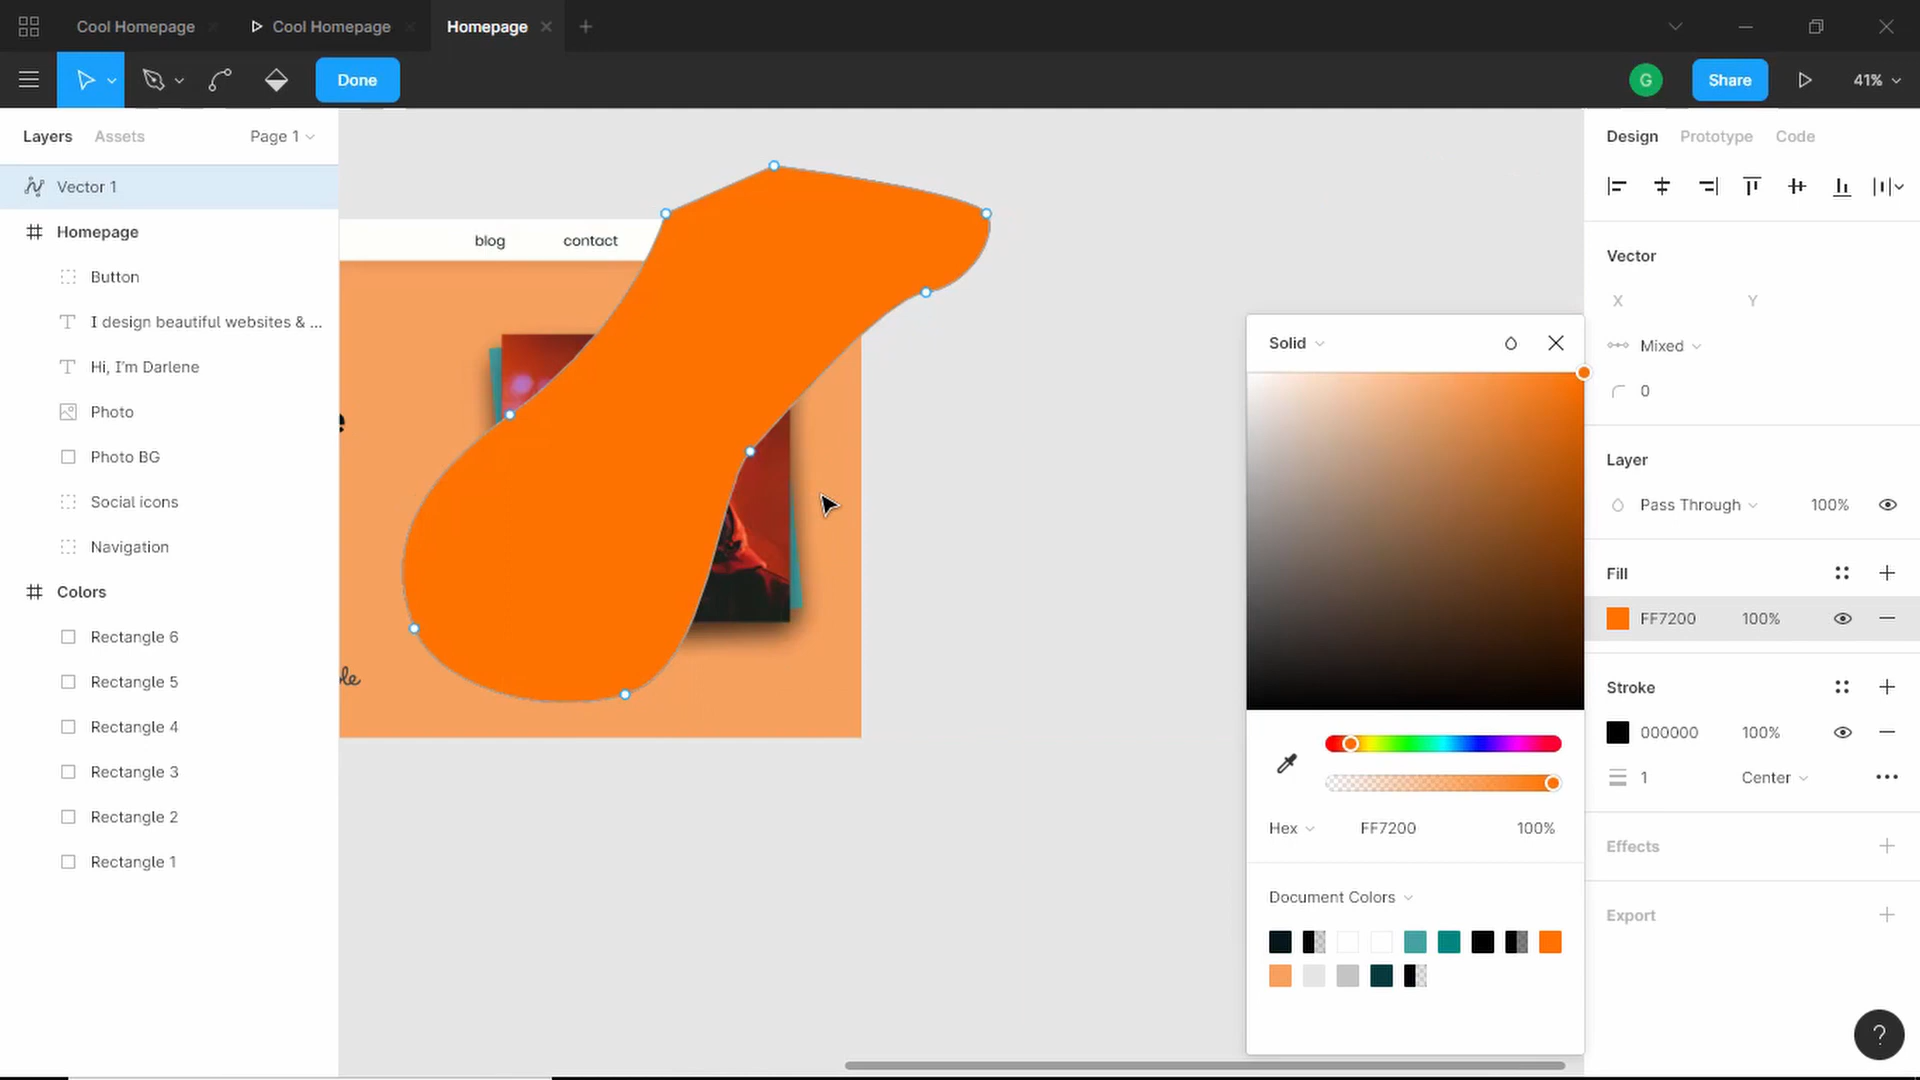 Cool Homepage
Cool Homepage
Homepage
Done
G
Share
41%
Layers
Assets
Page 1
Vector 1
Homepage
Button
I design beautiful websites & ...
Hi, I'm Darlene
Photo
Photo BG
Social icons
Navigation
Colors
Rectangle 6
Rectangle 5
Rectangle 4
Rectangle 3
Rectangle 2
Rectangle 1
blog
contact
Solid
Hex
FF7200
100%
Document Colors
Design
Prototype
Code
Vector
X
Y
Mixed
0
Layer
Pass Through
100%
Fill
FF7200
100%
Stroke
000000
100%
1
Center
Effects
Export
?